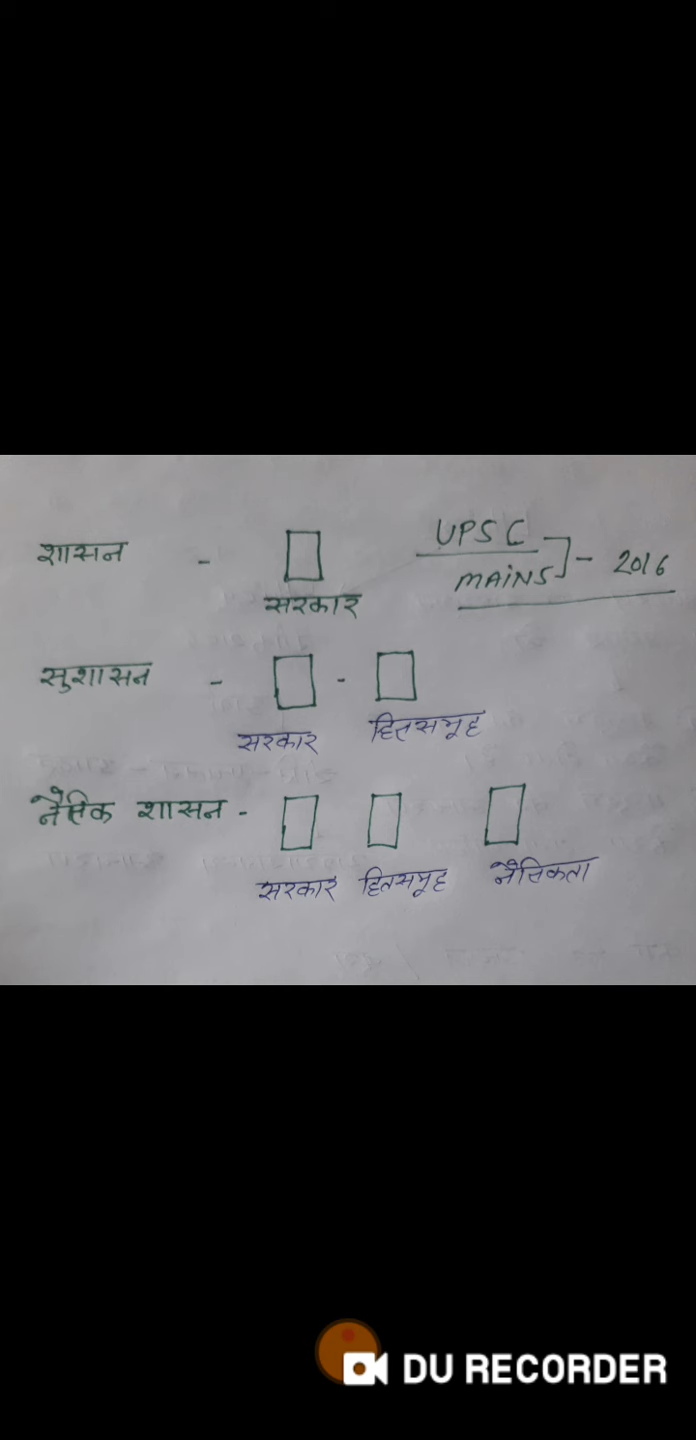 शासन - सरकार
UPSC
MAINS ] - 2016
सुशासन - -
सरकार हितसमूह
नैतिक शासन -
सरकार हितसमूह नैतिकता
DU RECORDER